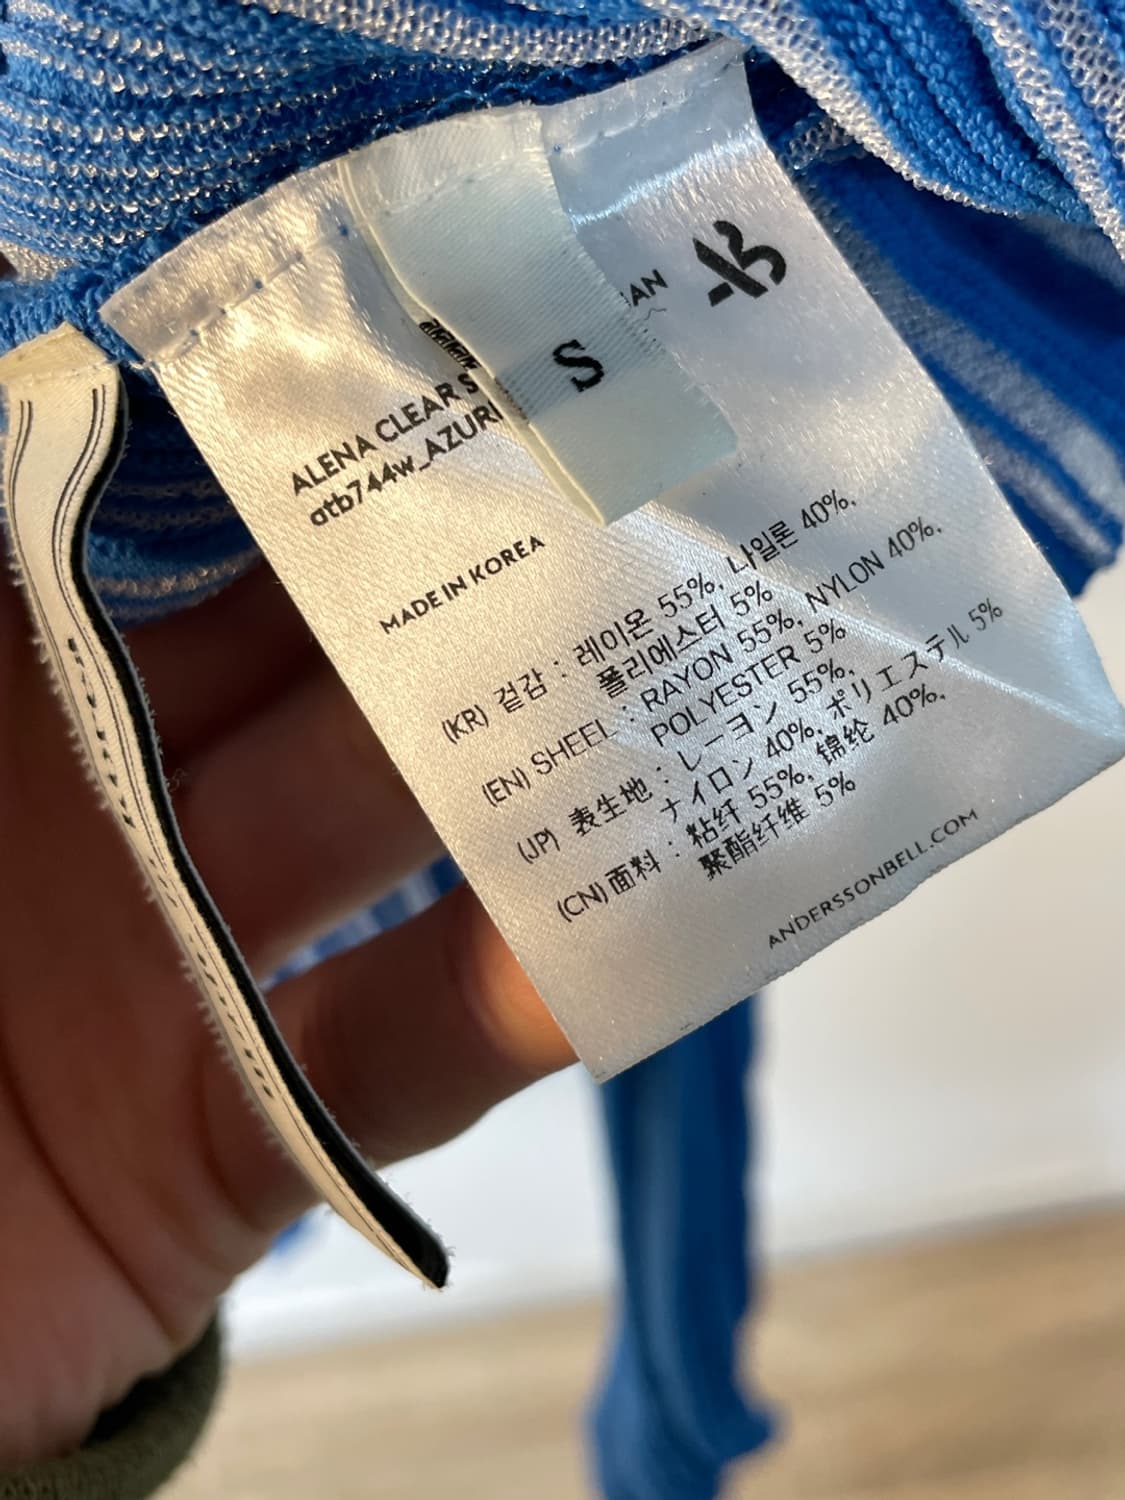 AB
S
ALENA CLEAR
atb744w_AZUR
MADE IN KOREA
(KR) 겉감 : 레이온 55%, 나일론 40%,
폴리에스터 5%
(EN) SHEEL : RAYON 55%, NYLON 40%,
POLYESTER 5%
(JP) 表生地 : レーヨン 55%,
ナイロン 40%, ポリエステル 5%
(CN) 面料 : 粘纤 55%, 锦纶 40%,
聚酯纤维 5%
ANDERSSONBELL.COM